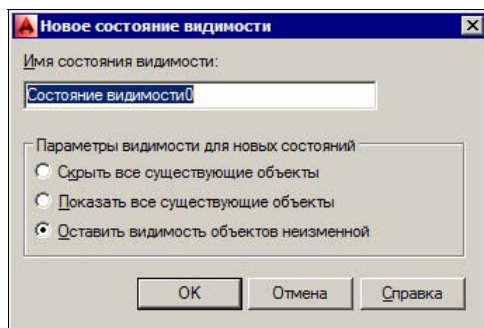 Новое состояние видимости
Имя состояния видимости:
Состояние видимости0
Параметры видимости для новых состояний
Скрыть все существующие объекты
Показать все существующие объекты
Оставить видимость объектов неизменной
OK Отмена Справка